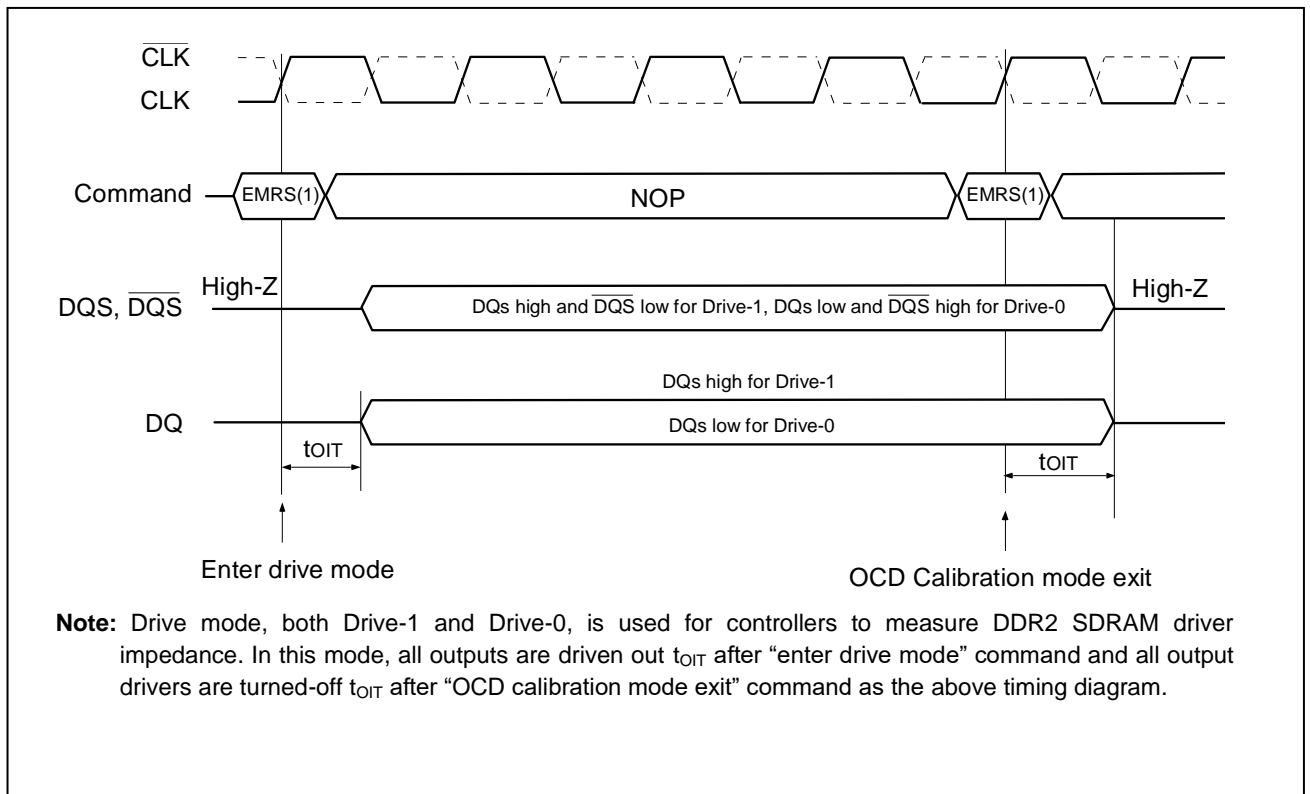 CLK
CLK
Command
EMRS(1)
NOP
EMRS(1)
High-Z
DQS, DQS
DQs high and DQS low for Drive-1, DQs low and DQS high for Drive-0
High-Z
DQs high for Drive-1
DQ
DQs low for Drive-0
tOIT
tOIT
Enter drive mode
OCD Calibration mode exit
Note: Drive mode, both Drive-1 and Drive-0, is used for controllers to measure DDR2 SDRAM driver
impedance. In this mode, all outputs are driven out tOIT after “enter drive mode” command and all output
drivers are turned-off tOIT after “OCD calibration mode exit” command as the above timing diagram.